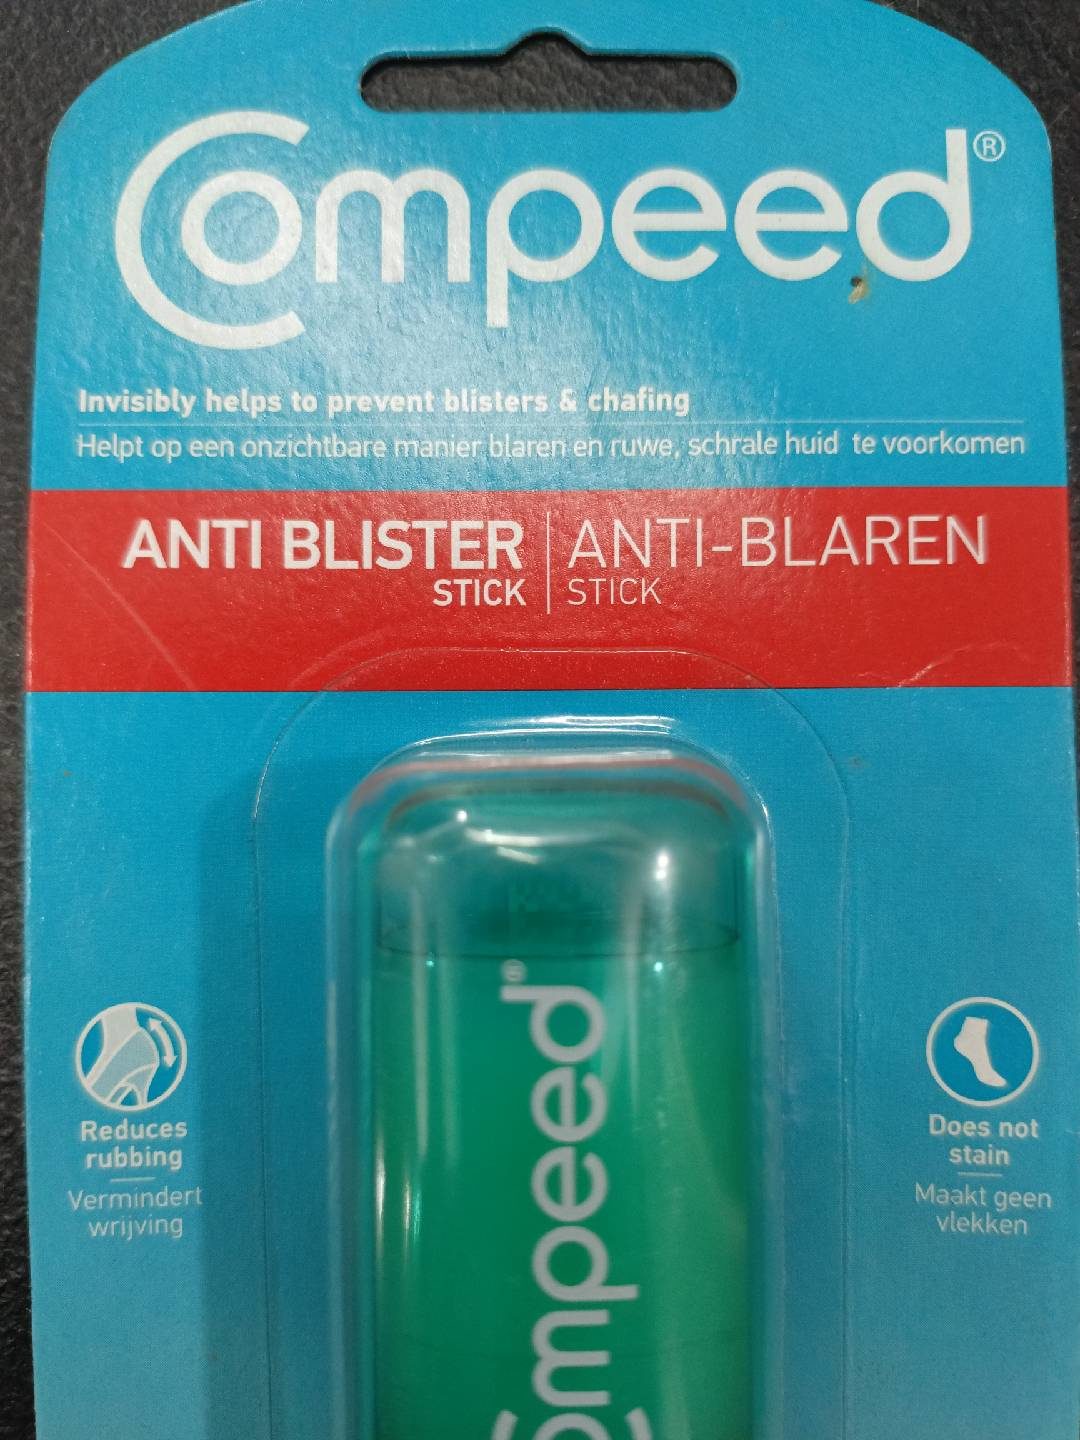 Compeed®
Invisibly helps to prevent blisters & chafing
Helpt op een onzichtbare manier blaren en ruwe, schrale huid te voorkomen
ANTI BLISTER
STICK
ANTI-BLAREN
STICK
Compeed®
Reduces
rubbing
Vermindert
wrijving
Does not
stain
Maakt geen
vlekken